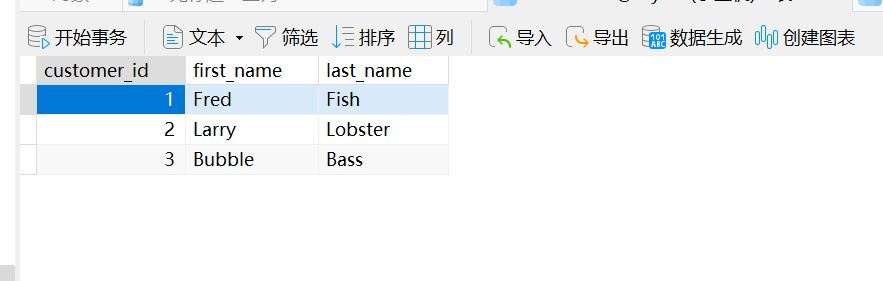 开始事务 文本 筛选 排序 列 导入 导出 数据生成 创建图表
customer_id first_name last_name
1 Fred Fish
2 Larry Lobster
3 Bubble Bass